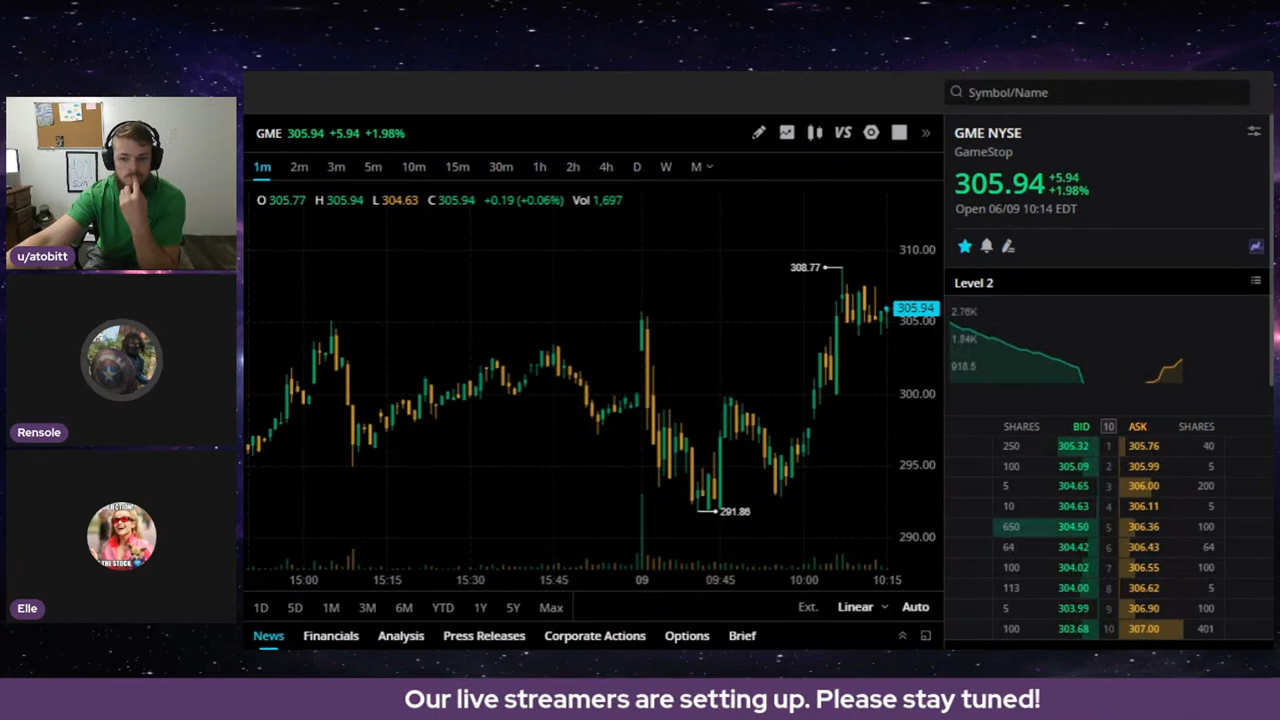 u/atobitt
Rensole
Elle
GME 305.94 +5.94 +1.98%
VS
1m 2m 3m 5m 10m 15m 30m 1h 2h 4h D W M
O 305.77 H 305.94 L 304.63 C 305.94 +0.19 (+0.06%) Vol 1,697
310.00
308.77
305.94
305.00
300.00
295.00
291.86
290.00
15:00 15:15 15:30 15:45 09 09:45 10:00 10:15
1D 5D 1M 3M 6M YTD 1Y 5Y Max Ext. Linear Auto
News Financials Analysis Press Releases Corporate Actions Options Brief
Symbol/Name
GME NYSE
GameStop
305.94 +5.94
+1.98%
Open 06/09 10:14 EDT
Level 2
2.76K
1.84K
918.5
SHARES BID 10 ASK SHARES
250 305.32 1 305.76 40
100 305.09 2 305.99 5
5 304.65 3 306.00 200
10 304.63 4 306.11 5
650 304.50 5 306.36 100
64 304.42 6 306.43 64
100 304.02 7 306.55 100
113 304.00 8 306.62 5
5 303.99 9 306.90 100
100 303.68 10 307.00 401
THE STOCK
Our live streamers are setting up. Please stay tuned!